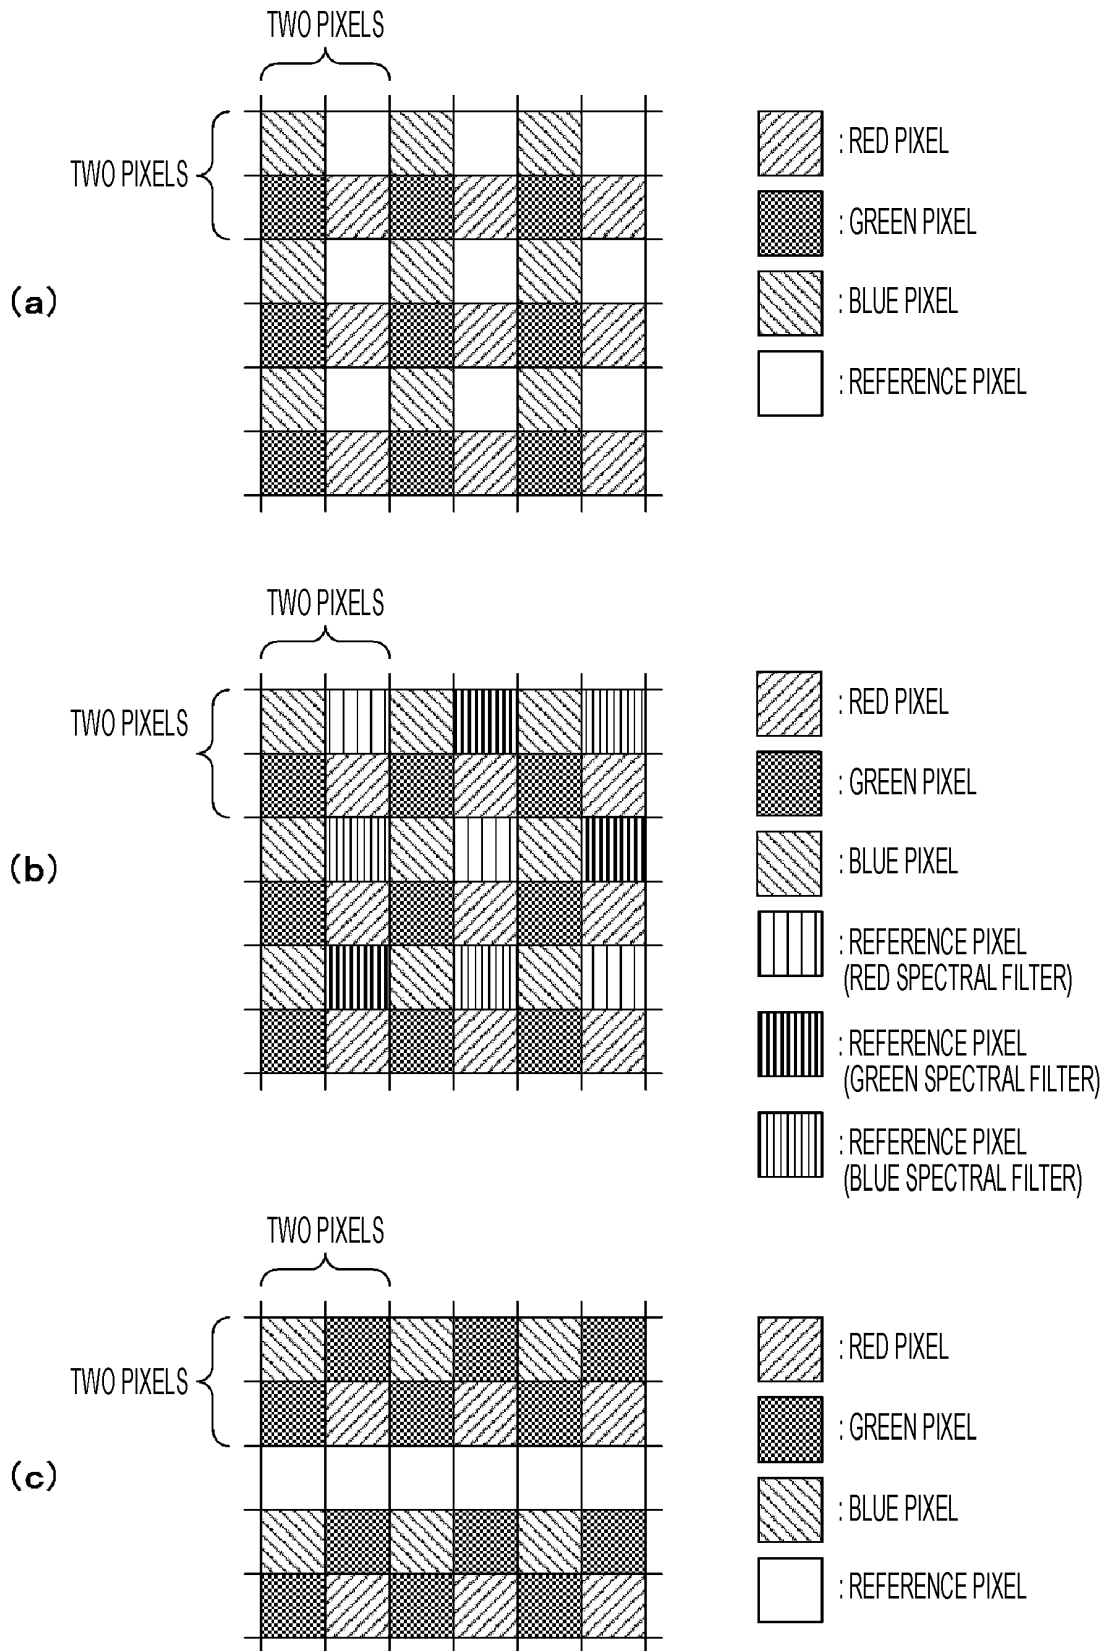 TWO PIXELS
TWO PIXELS
(a)
: RED PIXEL
: GREEN PIXEL
: BLUE PIXEL
: REFERENCE PIXEL
TWO PIXELS
TWO PIXELS
(b)
: RED PIXEL
: GREEN PIXEL
: BLUE PIXEL
: REFERENCE PIXEL
(RED SPECTRAL FILTER)
: REFERENCE PIXEL
(GREEN SPECTRAL FILTER)
: REFERENCE PIXEL
(BLUE SPECTRAL FILTER)
TWO PIXELS
TWO PIXELS
(c)
: RED PIXEL
: GREEN PIXEL
: BLUE PIXEL
: REFERENCE PIXEL